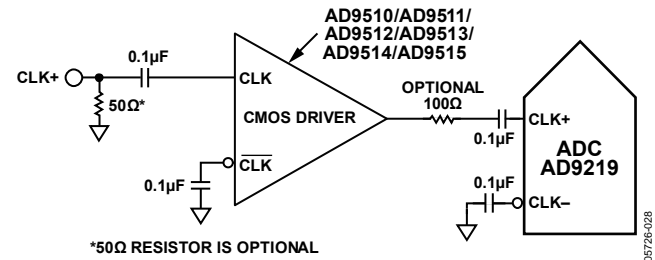 AD9510/AD9511/
AD9512/AD9513/
AD9514/AD9515
0.1µF
CLK+
50Ω*
CLK
CMOS DRIVER
CLK
0.1µF
OPTIONAL
100Ω
0.1µF
CLK+
ADC
AD9219
0.1µF
CLK–
*50Ω RESISTOR IS OPTIONAL
05726-028